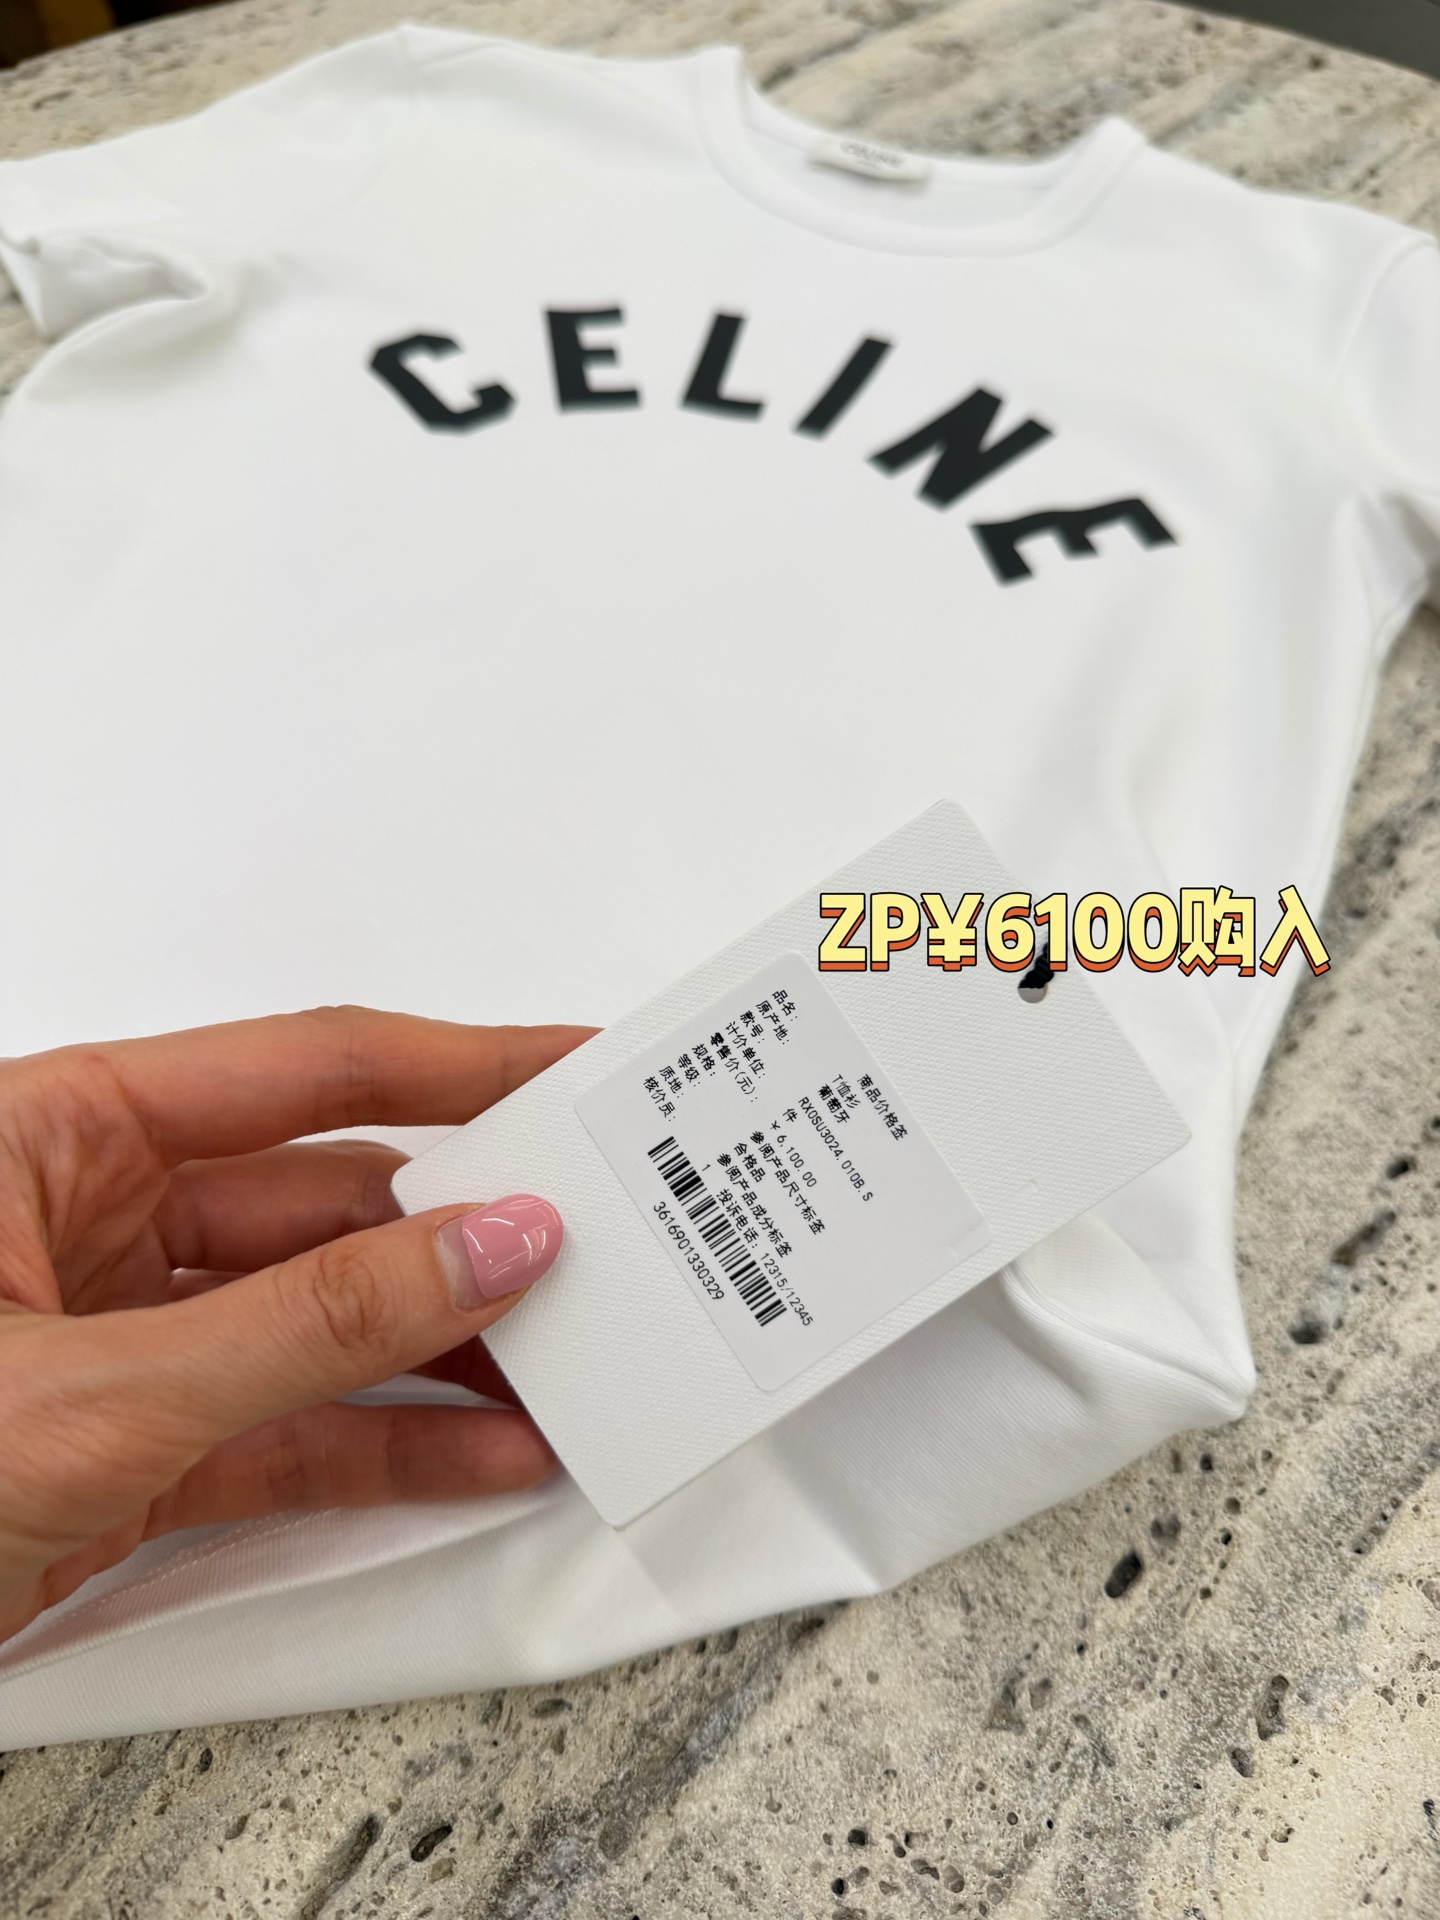 CELINE
ZP¥6100购入
商品价格签
品名: T恤衫
原产地: 葡萄牙
款号: RX0SU3024.010B.S
计价单位: 件
零售价(元): ¥ 6,100.00
规格: 参阅产品尺寸标签
等级: 合格品
质地: 参阅产品成分标签
核价员: 1 投诉电话: 12315/12345
3616901330329